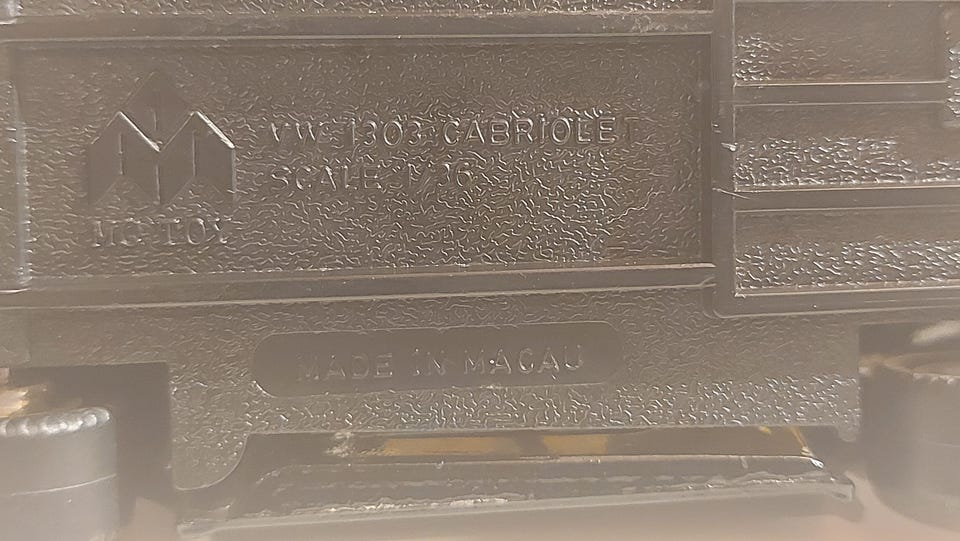 VW 1303 CABRIOLET
SCALE 1/36
MC TOY
MADE IN MACAU